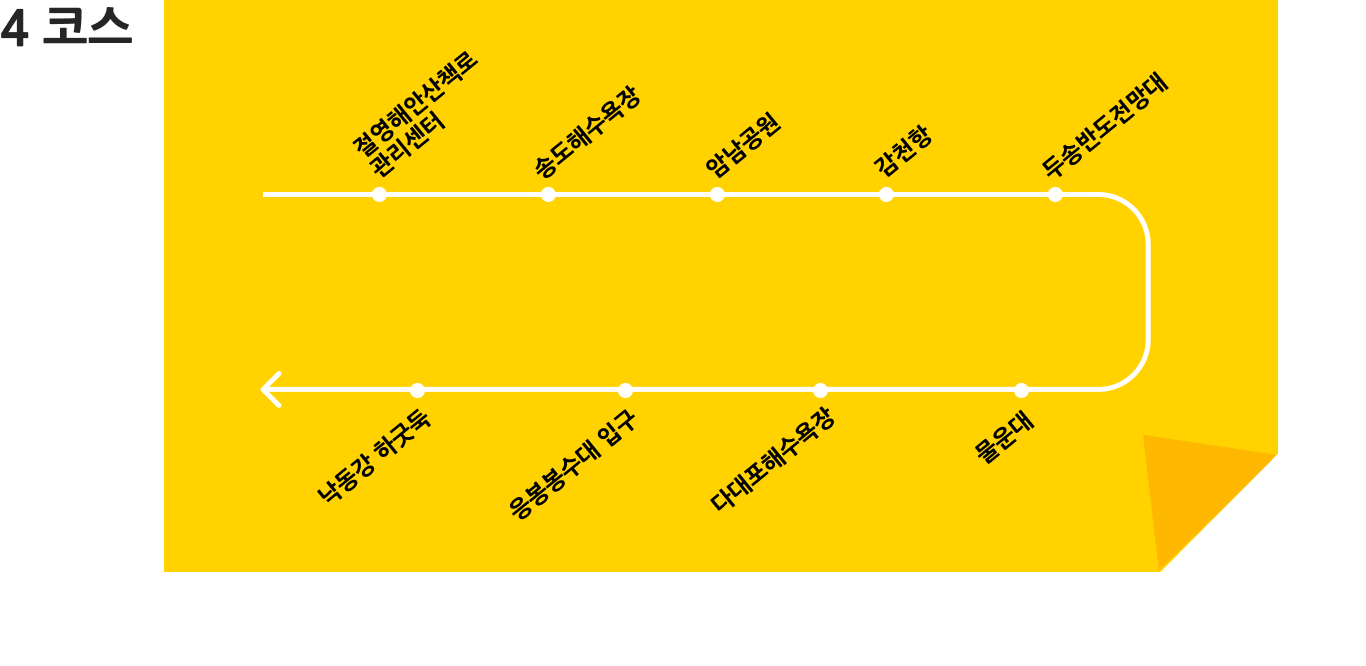 4 코스
절영해안산책로
관리센터
송도해수욕장
암남공원
감천항
두송반도전망대
물운대
다대포해수욕장
응봉봉수대 입구
낙동강 하굿둑